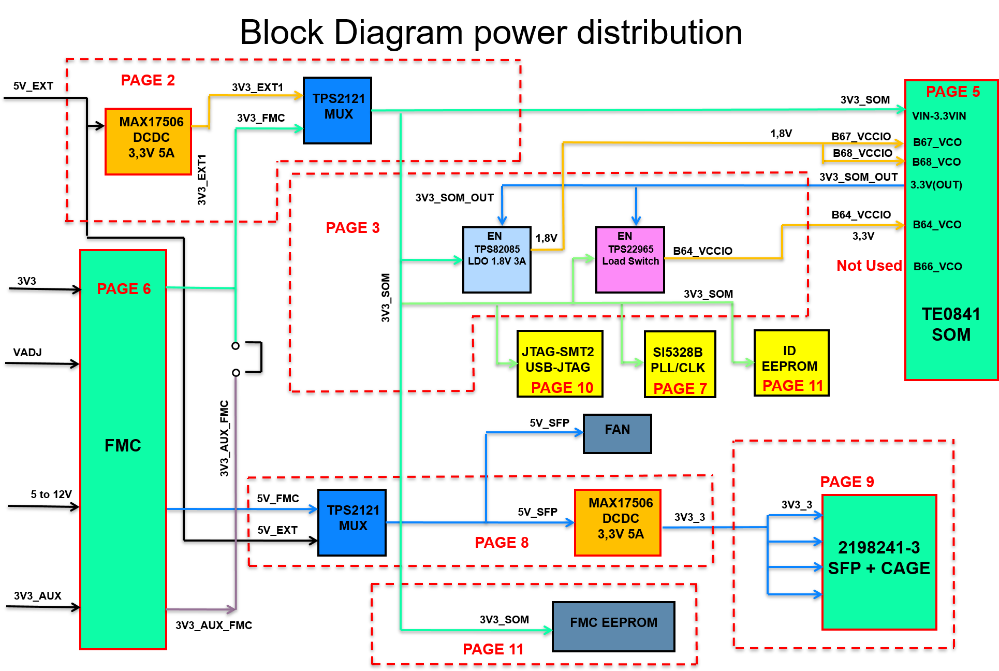 Block Diagram power distribution
PAGE 2
5V_EXT
MAX17506
DCDC
3,3V 5A
3V3_EXT1
3V3_EXT1
3V3_FMC
TPS2121
MUX
3V3_SOM
PAGE 5
VIN-3.3VIN
1,8V
B67_VCCIO
B67_VCO
B68_VCCIO
B68_VCO
3V3_SOM_OUT
3.3V(OUT)
B64_VCCIO
B64_VCO
3,3V
Not Used
B66_VCO
TE0841
SOM
PAGE 3
3V3_SOM_OUT
EN
TPS82085
LDO 1.8V 3A
1,8V
EN
TPS22965
Load Switch
B64_VCCIO
3V3_SOM
3V3_SOM
JTAG-SMT2
USB-JTAG
PAGE 10
SI5328B
PLL/CLK
PAGE 7
ID
EEPROM
PAGE 11
3V3
PAGE 6
VADJ
FMC
5 to 12V
3V3_AUX
3V3_AUX_FMC
3V3_AUX_FMC
5V_SFP
FAN
5V_FMC
5V_EXT
TPS2121
MUX
5V_SFP
PAGE 8
MAX17506
DCDC
3,3V 5A
3V3_3
PAGE 9
3V3_3
2198241-3
SFP + CAGE
3V3_SOM
FMC EEPROM
PAGE 11